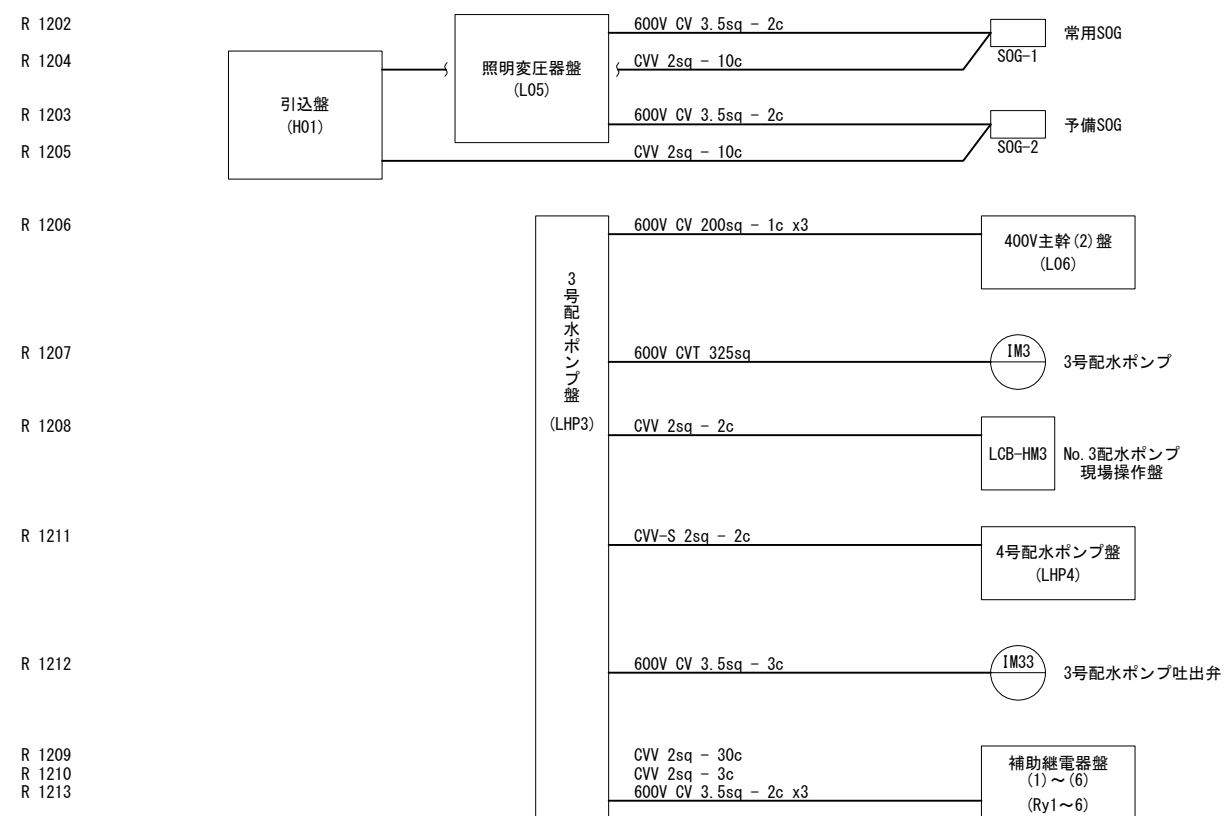 R 1202
600V CV 3.5sq - 2c
常用SOG
SOG-1
R 1204
照明変圧器盤
(L05)
CVV 2sq - 10c
引込盤
(H01)
R 1203
600V CV 3.5sq - 2c
予備SOG
SOG-2
R 1205
CVV 2sq - 10c
R 1206
600V CV 200sq - 1c x3
400V主幹(2)盤
(L06)
3号配水ポンプ盤
(LHP3)
R 1207
600V CVT 325sq
IM3
3号配水ポンプ
R 1208
CVV 2sq - 2c
LCB-HM3
No.3配水ポンプ
現場操作盤
R 1211
CVV-S 2sq - 2c
4号配水ポンプ盤
(LHP4)
R 1212
600V CV 3.5sq - 3c
IM33
3号配水ポンプ吐出弁
R 1209
CVV 2sq - 30c
R 1210
CVV 2sq - 3c
R 1213
600V CV 3.5sq - 2c x3
補助継電器盤
(1)～(6)
(Ry1～6)